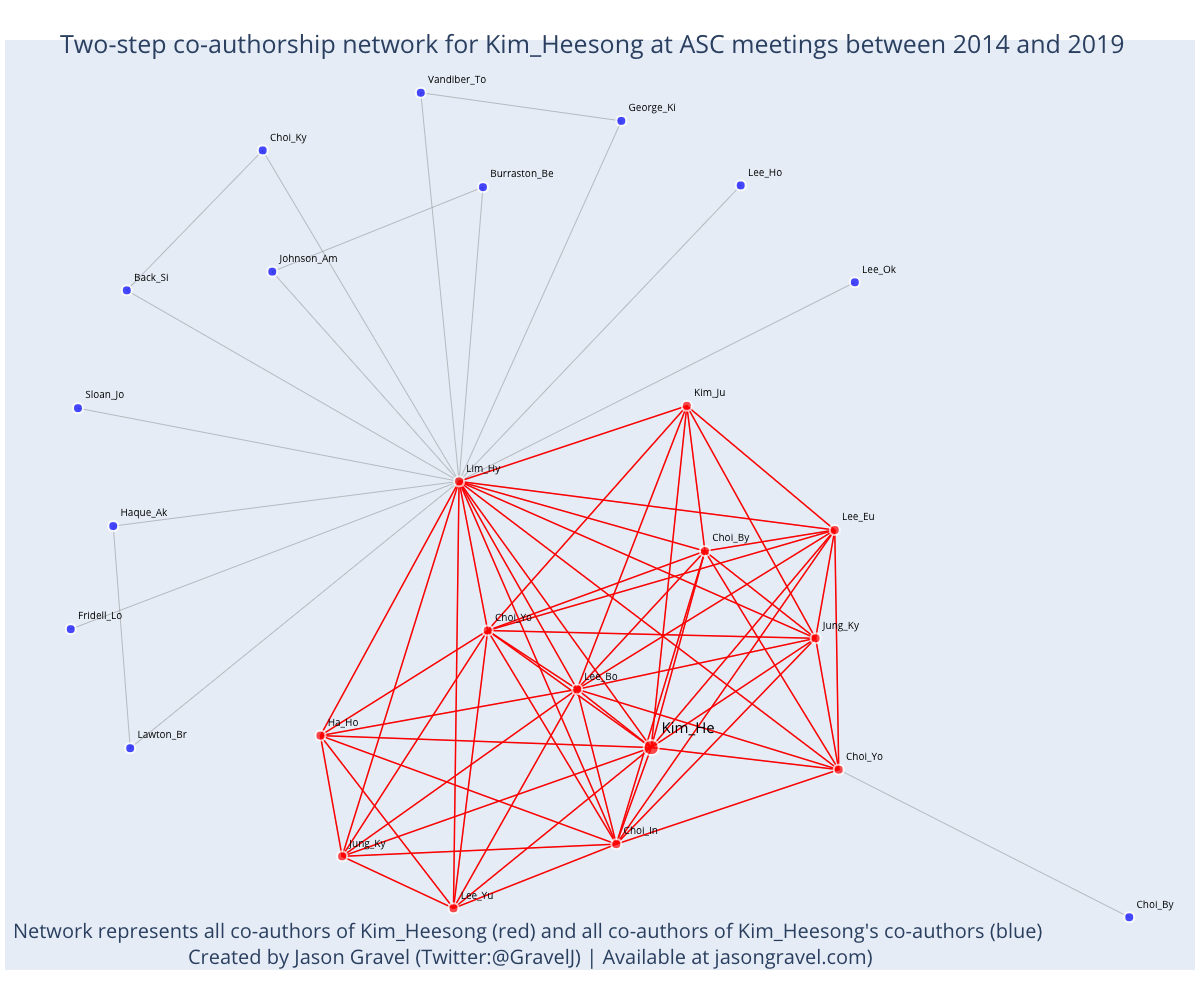 Two-step co-authorship network for Kim_Heesong at ASC meetings between 2014 and 2019
Vandiber_To
George_Ki
Choi_Ky
Burraston_Be
Lee_Ho
Johnson_Am
Lee_Ok
Back_Si
Sloan_Jo
Kim_Ju
Lim_Hy
Haque_Ak
Lee_Eu
Choi_By
Fridell_Lo
Choi_Yo
Jung_Ky
Lee_Bo
Ha_Ho
Kim_He
Lawton_Br
Choi_Yo
Choi_In
Jung_Ky
Lee_Yu
Choi_By
Network represents all co-authors of Kim_Heesong (red) and all co-authors of Kim_Heesong's co-authors (blue)
Created by Jason Gravel (Twitter:@GravelJ) | Available at jasongravel.com)